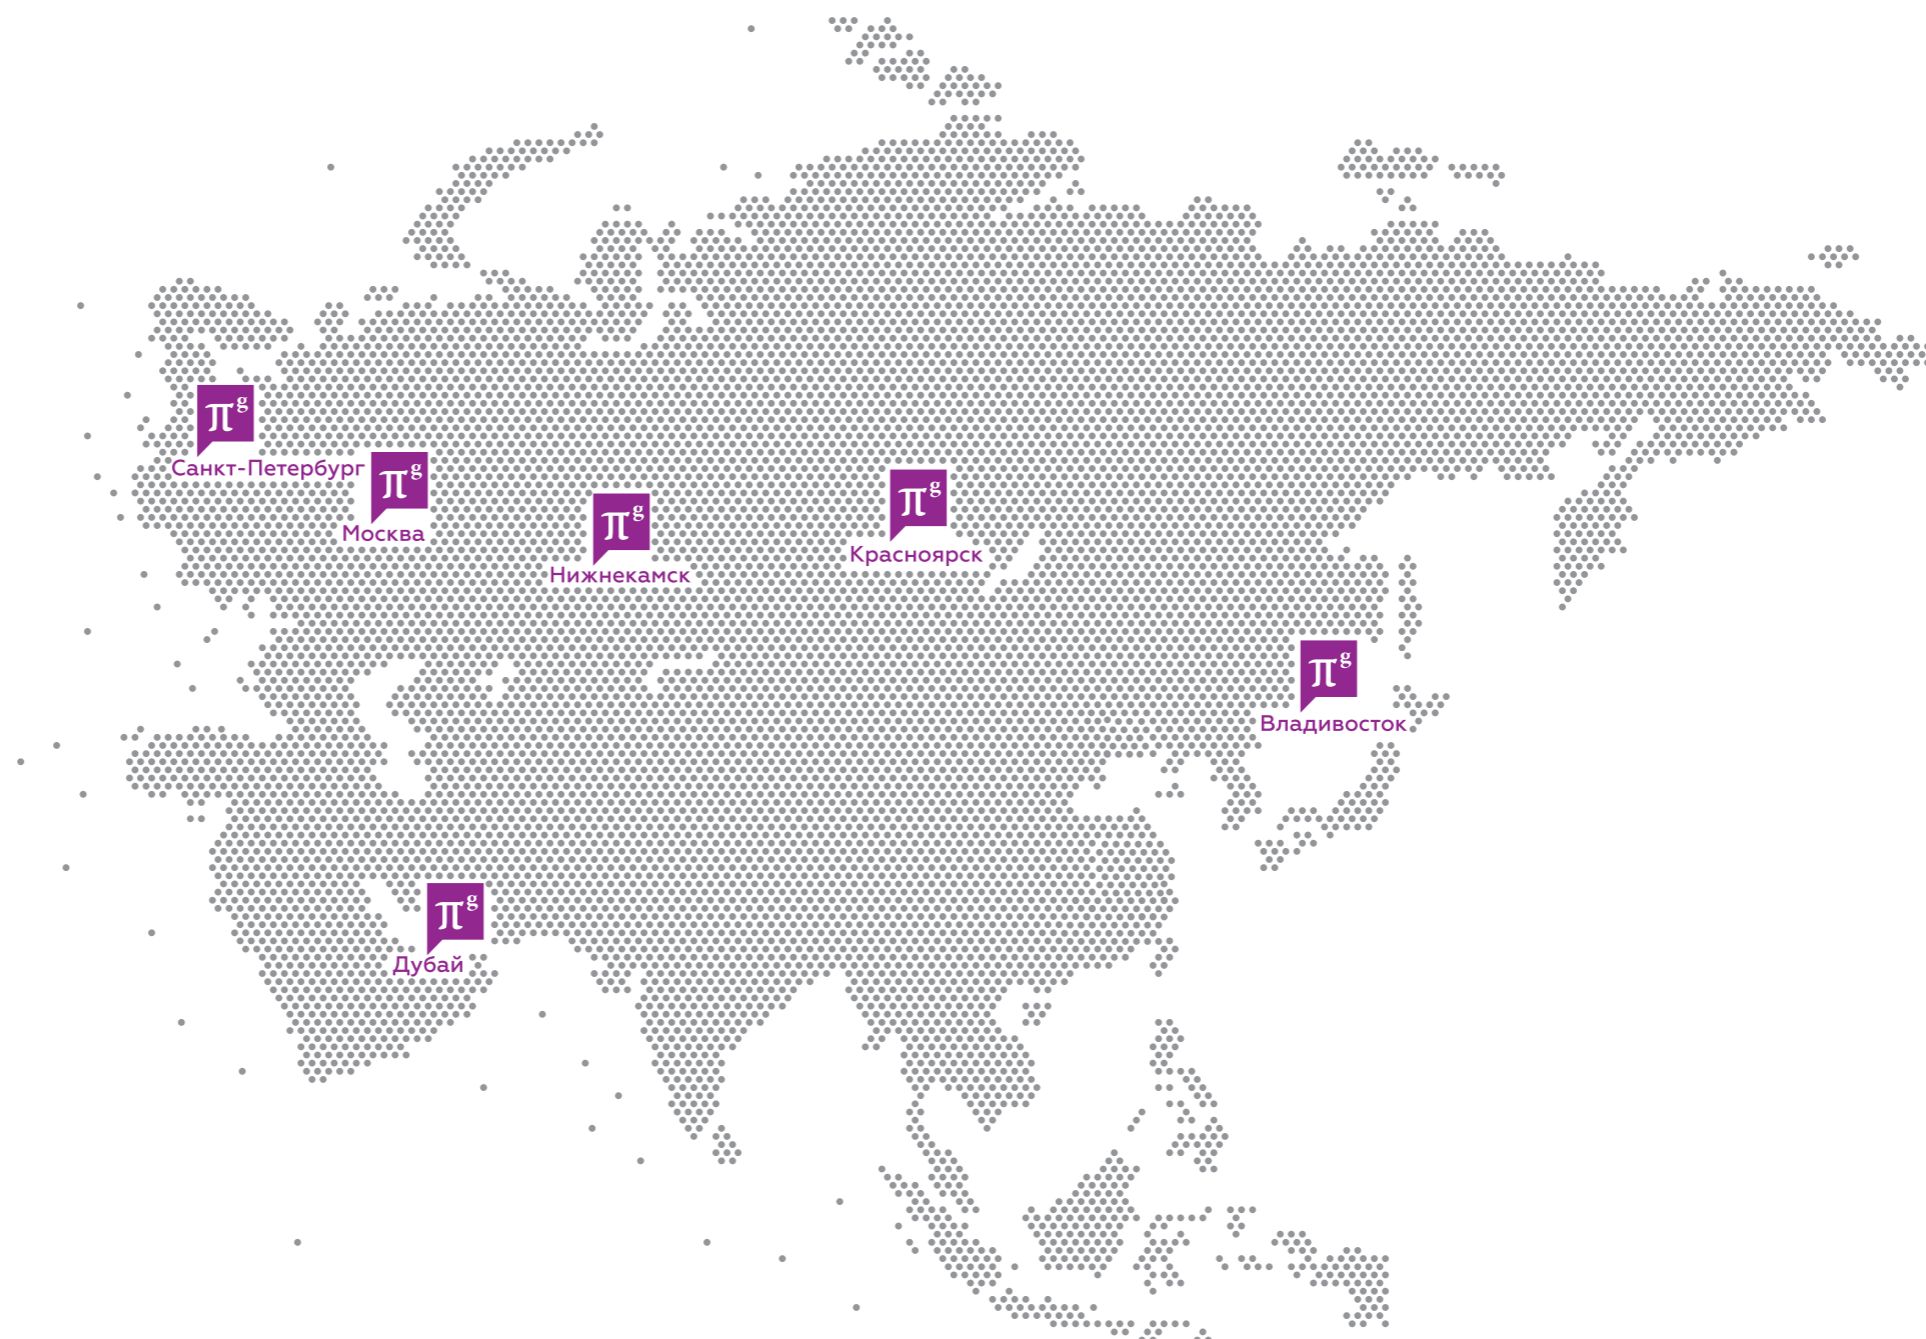 πg
Санкт-Петербург
πg
Москва
πg
Нижнекамск
πg
Красноярск
πg
Владивосток
πg
Дубай